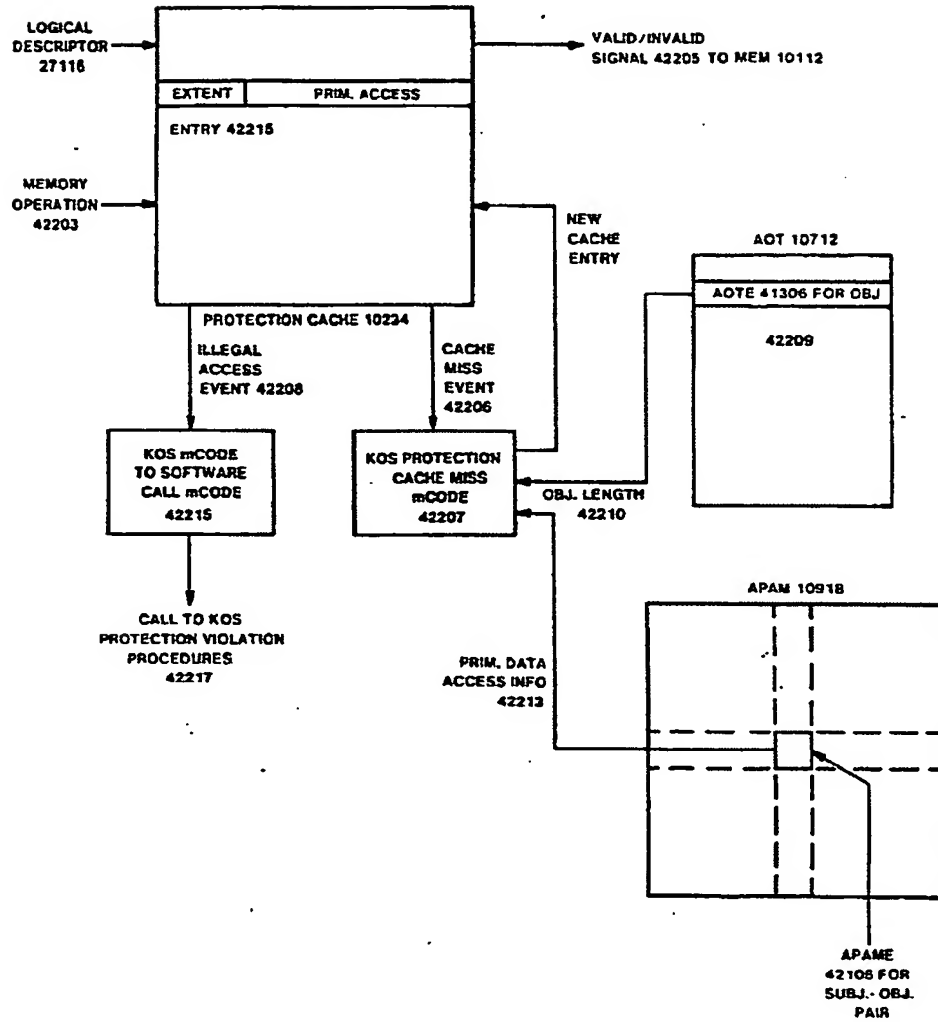 LOGICAL
DESCRIPTOR
27116
VALID/INVALID
SIGNAL 42205 TO MEM 10112
EXTENT
PRIM. ACCESS
ENTRY 42215
MEMORY
OPERATION
42203
NEW
CACHE
ENTRY
AOT 10712
AOTE 41306 FOR OBJ
42209
PROTECTION CACHE 10234
ILLEGAL
ACCESS
EVENT 42208
CACHE
MISS
EVENT
42206
KOS mCODE
TO SOFTWARE
CALL mCODE
42215
KOS PROTECTION
CACHE MISS
mCODE
42207
OBJ. LENGTH
42210
CALL TO KOS
PROTECTION VIOLATION
PROCEDURES
42217
APAM 10918
PRIM. DATA
ACCESS INFO
42213
APAME
42106 FOR
SUBJ.- OBJ.
PAIR